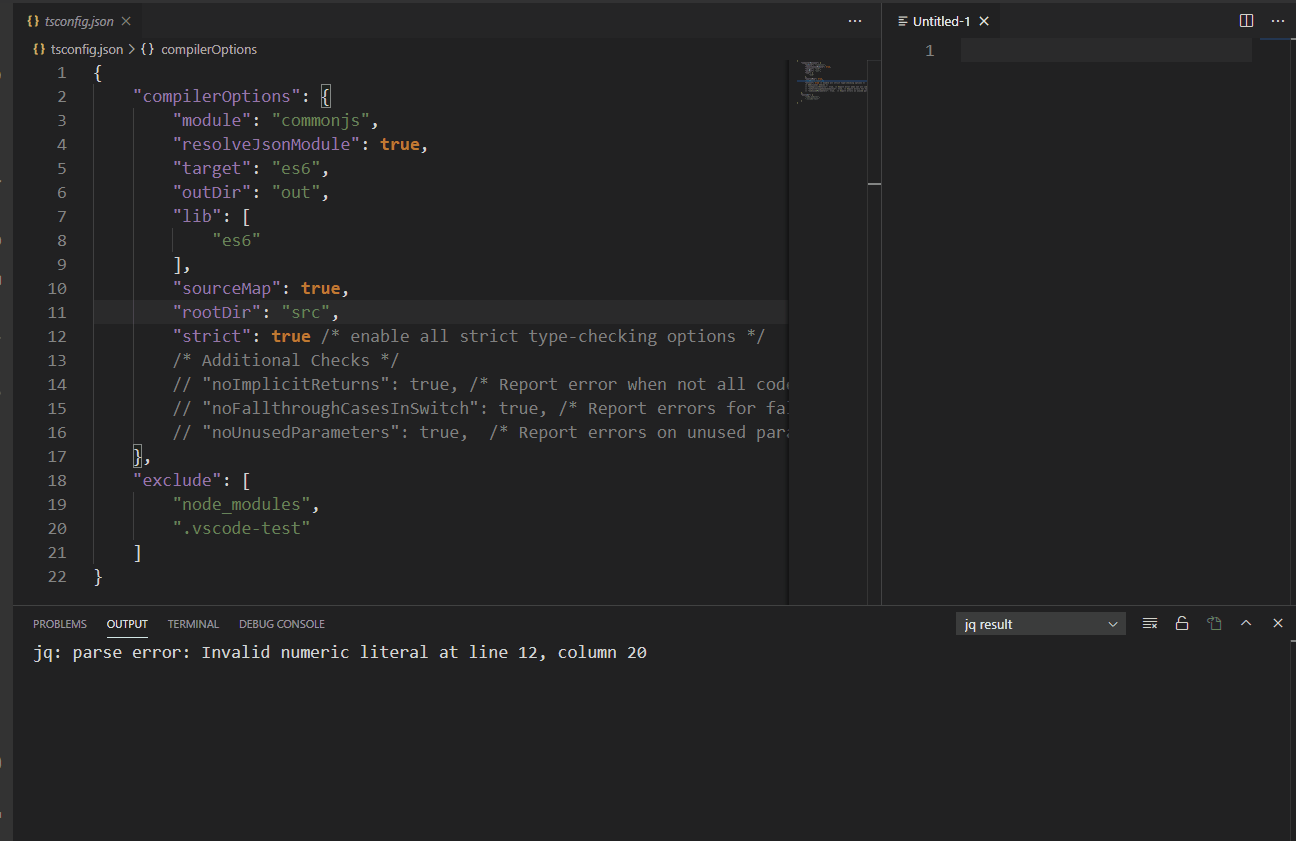 tsconfig.json
Untitled-1
tsconfig.json > {} compilerOptions
1 {
2 "compilerOptions": {
3 "module": "commonjs",
4 "resolveJsonModule": true,
5 "target": "es6",
6 "outDir": "out",
7 "lib": [
8 "es6"
9 ],
10 "sourceMap": true,
11 "rootDir": "src",
12 "strict": true /* enable all strict type-checking options */
13 /* Additional Checks */
14 // "noImplicitReturns": true, /* Report error when not all code
15 // "noFallthroughCasesInSwitch": true, /* Report errors for fal
16 // "noUnusedParameters": true,  /* Report errors on unused para
17 },
18 "exclude": [
19 "node_modules",
20 ".vscode-test"
21 ]
22 }
1
PROBLEMS OUTPUT TERMINAL DEBUG CONSOLE jq result
jq: parse error: Invalid numeric literal at line 12, column 20